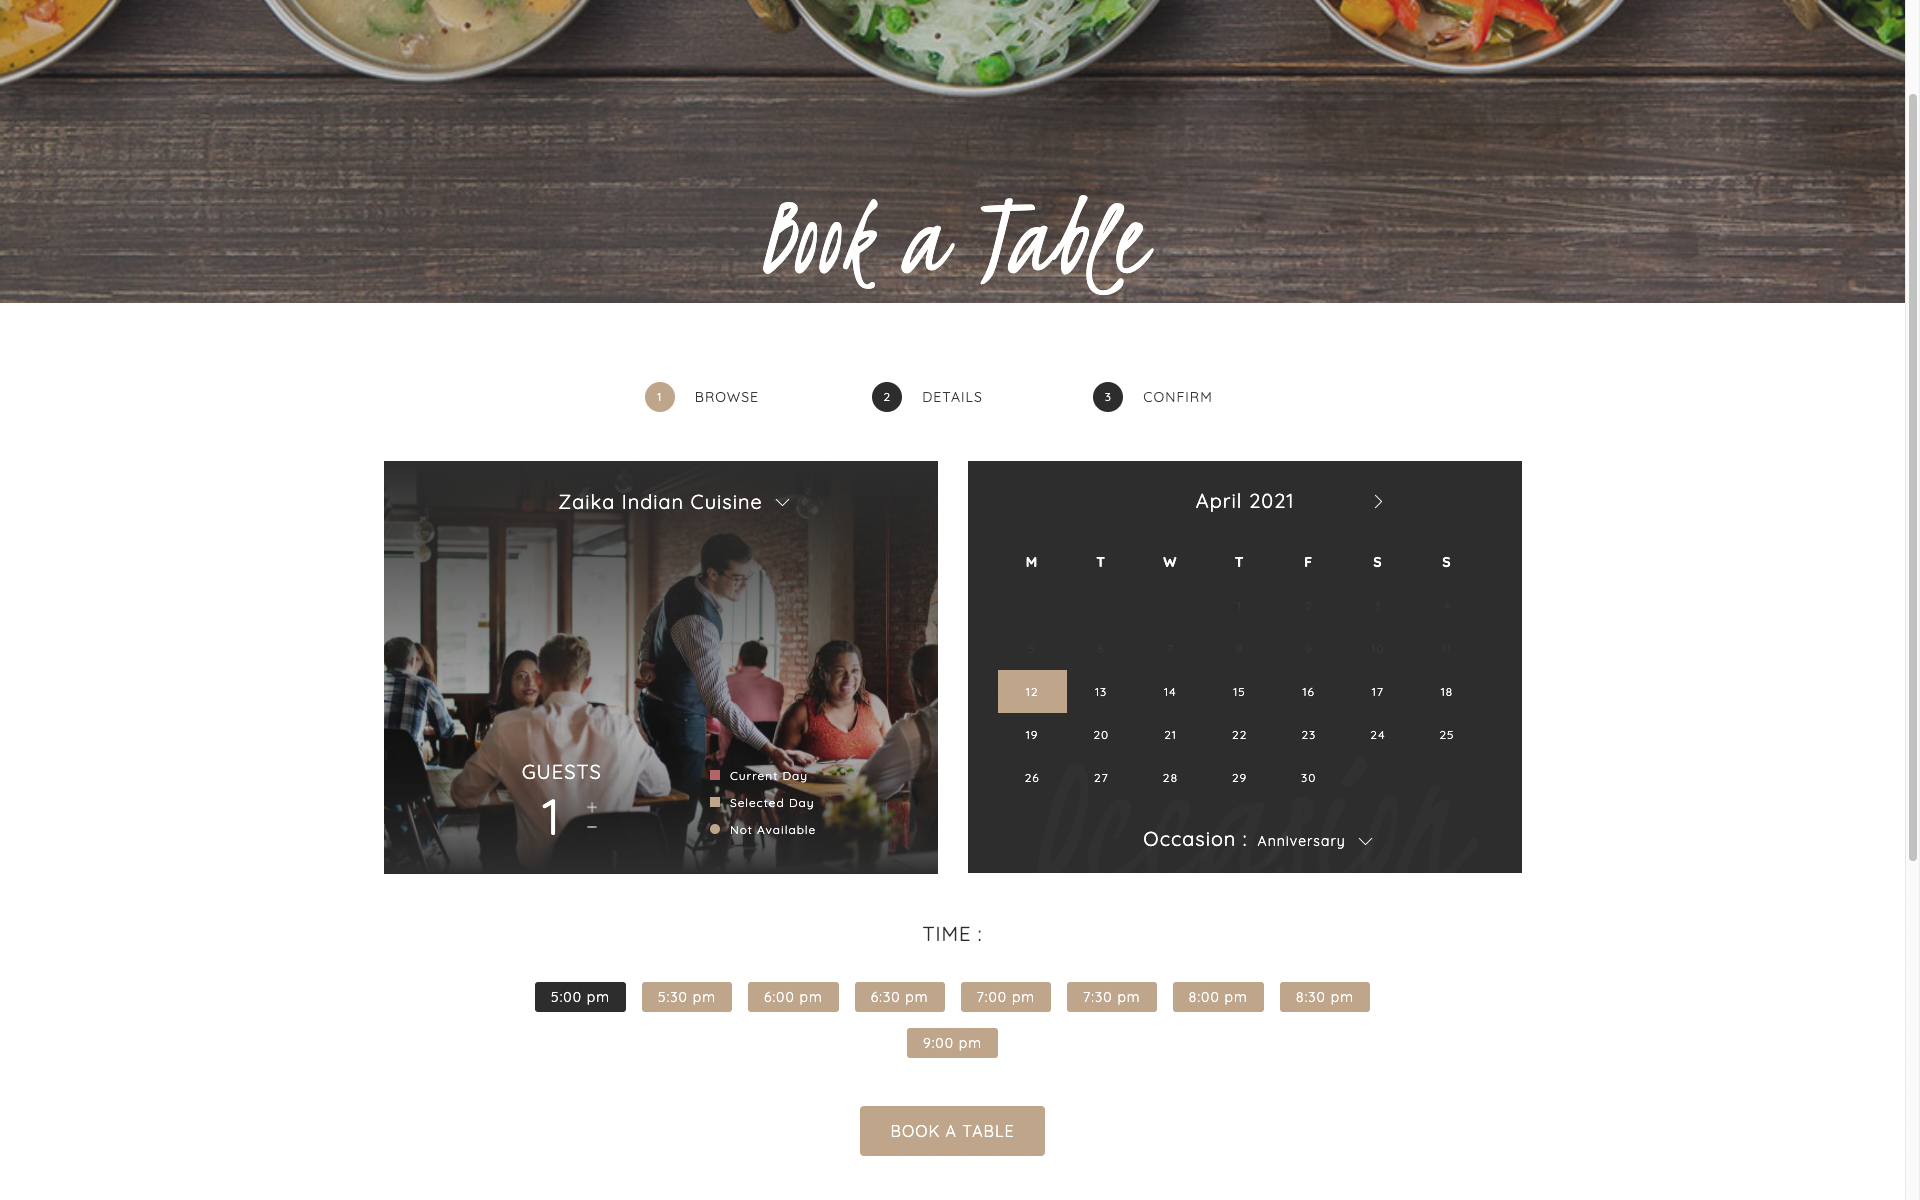 Book a Table
1 BROWSE 2 DETAILS 3 CONFIRM
Zaika Indian Cuisine
GUESTS
1 + −
Current Day
Selected Day
Not Available
April 2021
M T W T F S S
1 2 3 4
5 6 7 8 9 10 11
12 13 14 15 16 17 18
19 20 21 22 23 24 25
26 27 28 29 30
Occasion : Anniversary
TIME :
5:00 pm 5:30 pm 6:00 pm 6:30 pm 7:00 pm 7:30 pm 8:00 pm 8:30 pm
9:00 pm
BOOK A TABLE